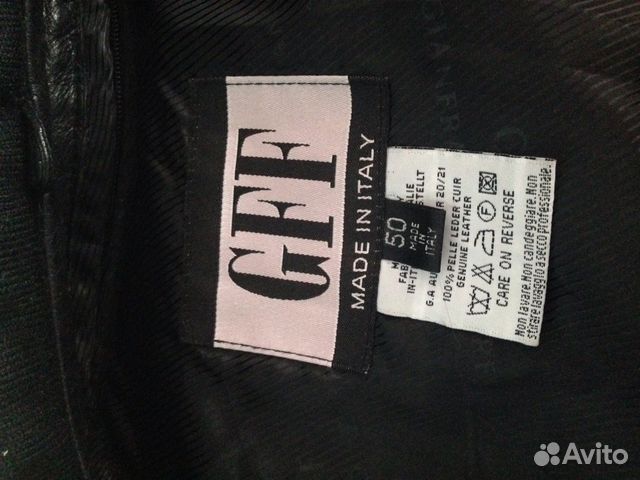 GIANFR
GFF
MADE IN ITALY
50
MADE
IN
ITALY
100% PELLE LEDER CUIR
GENUINE LEATHER
CARE ON REVERSE
Non lavare. Non candeggiare. Non
stirare lavaggio a secco Professionale.
Avito